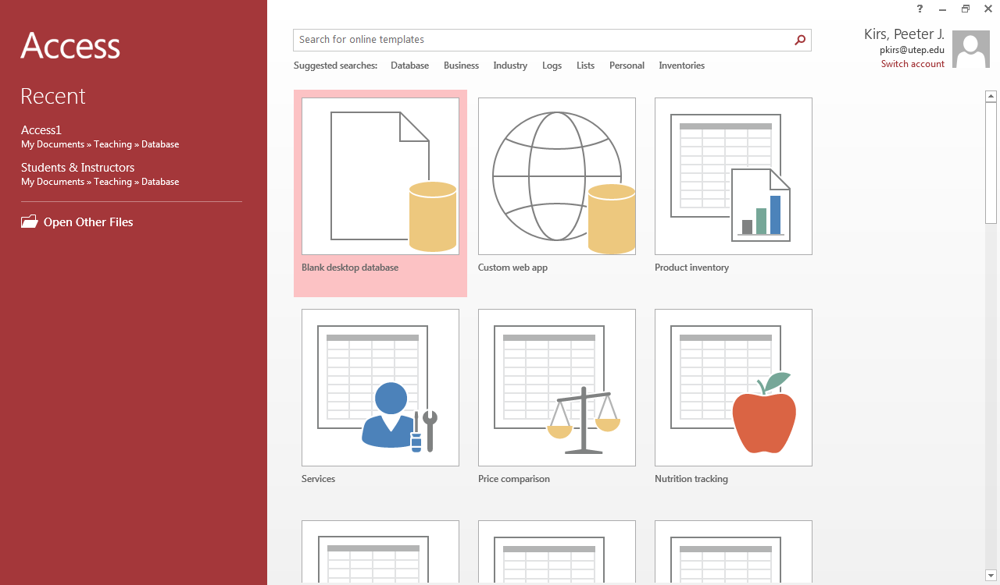 ?
Access
Recent
Access1
My Documents » Teaching » Database
Students & Instructors
My Documents » Teaching » Database
Open Other Files
Search for online templates
Suggested searches: Database Business Industry Logs Lists Personal Inventories
Kirs, Peeter J.
pkirs@utep.edu
Switch account
Blank desktop database
Custom web app
Product inventory
Services
Price comparison
Nutrition tracking